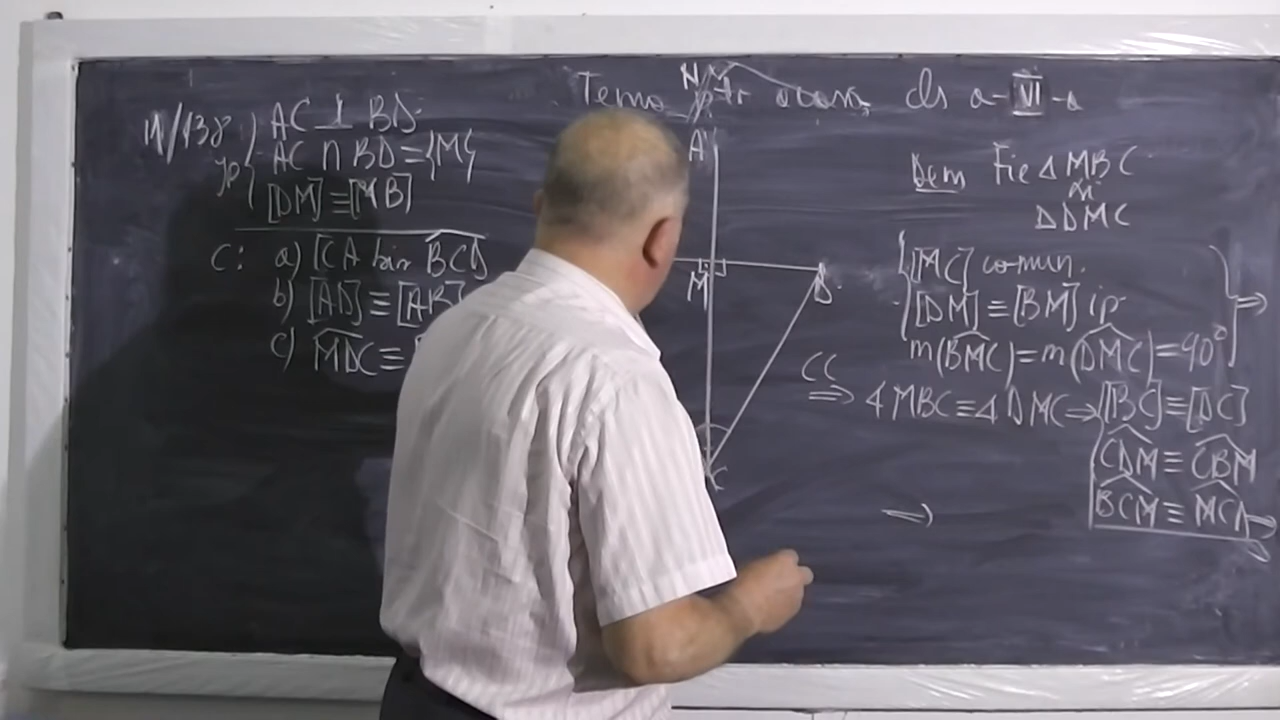 Tema ptr acasă cls a-VI-a
11/138
ip
AC ⊥ BD
AC ∩ BD = {M}
[DM] ≡ [MB]
C: a) [CA bis BCD
b) [AD] ≡ [AB]
c) MDC ≡
N
A
M
D
C
Dem Fie Δ MBC
și
Δ DMC
[MC] comun.
[DM] ≡ [BM] ip
m(BMC) = m(DMC) = 90° ⇒
CC
⇒ Δ MBC ≡ Δ DMC ⇒ [BC] ≡ [DC]
CDM ≡ CBM
BCM ≡ MCD ⇒
⇒